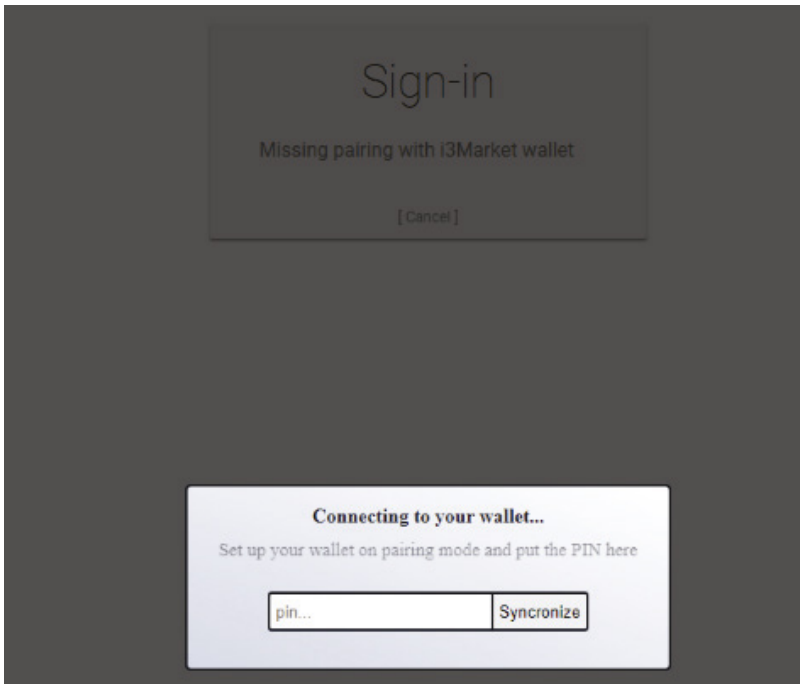 Sign-in
Missing pairing with i3Market wallet
[ Cancel ]
Connecting to your wallet...
Set up your wallet on pairing mode and put the PIN here
pin... Syncronize